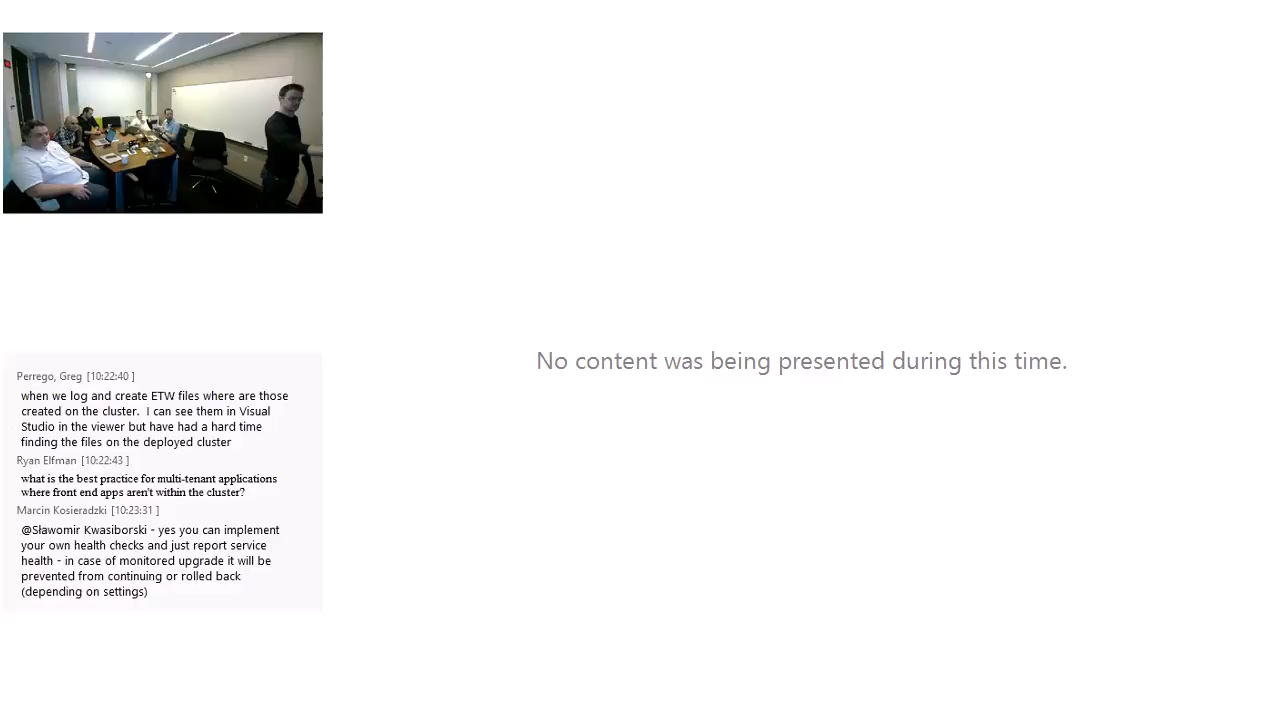 Perrego, Greg [10:22:40 ]
when we log and create ETW files where are those
created on the cluster.  I can see them in Visual
Studio in the viewer but have had a hard time
finding the files on the deployed cluster
Ryan Elfman [10:22:43 ]
what is the best practice for multi-tenant applications
where front end apps aren't within the cluster?
Marcin Kosieradzki [10:23:31 ]
@Sławomir Kwasiborski - yes you can implement
your own health checks and just report service
health - in case of monitored upgrade it will be
prevented from continuing or rolled back
(depending on settings)
No content was being presented during this time.